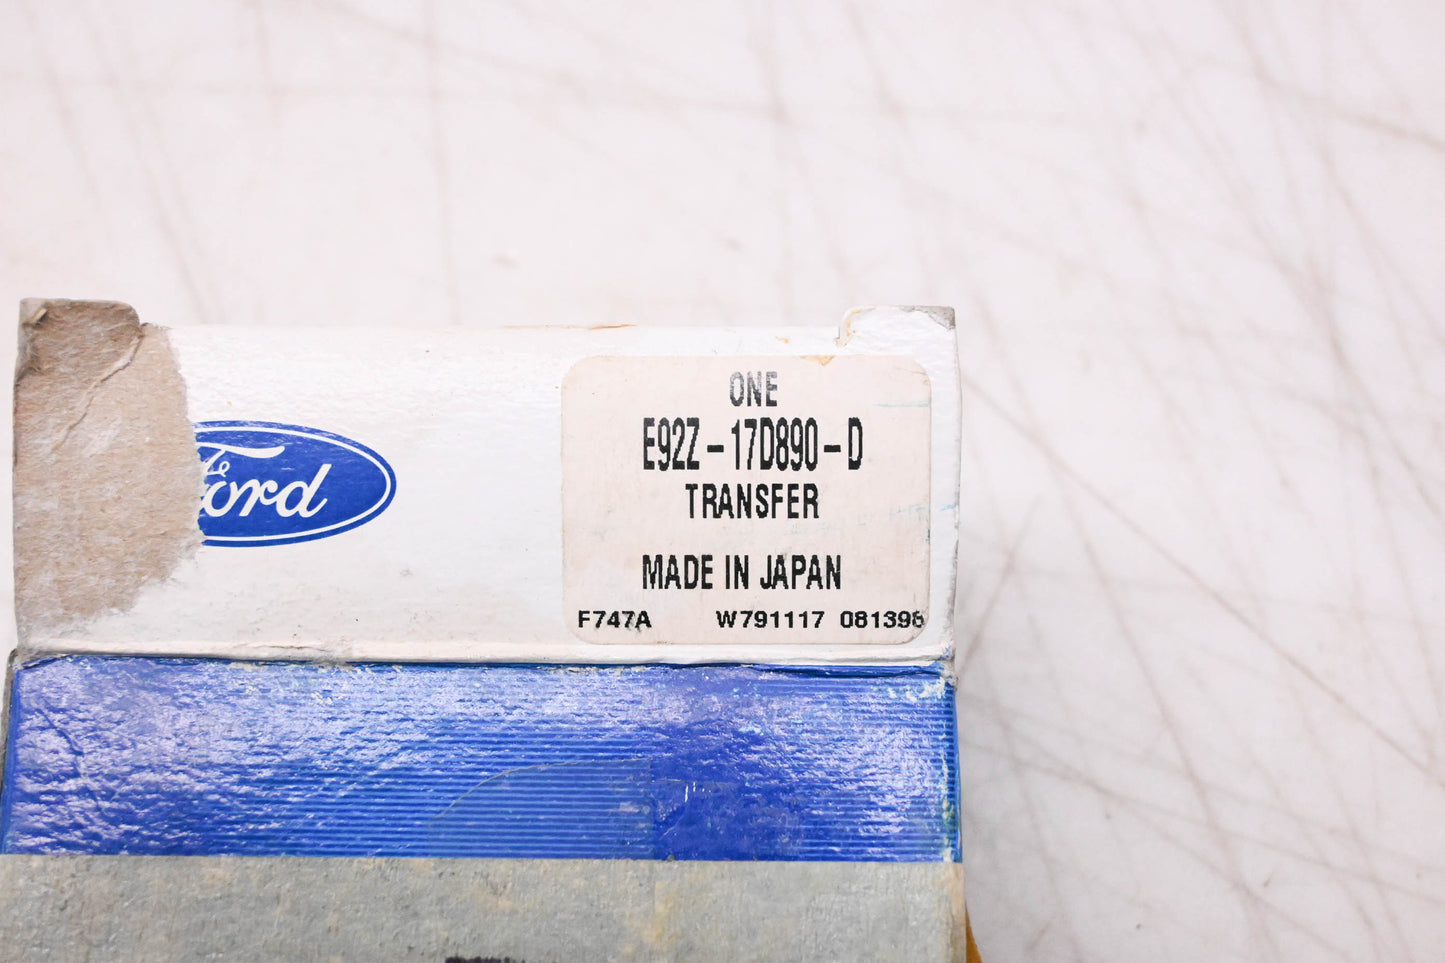 Ford
ONE
E92Z-17D890-D
TRANSFER
MADE IN JAPAN
F747A W791117 081398